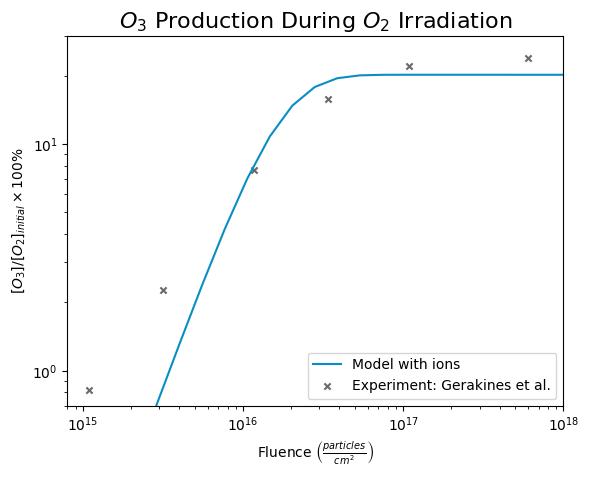 O₃ Production During O₂ Irradiation
[O₃]/[O₂]ᵢₙᵢₜᵢₐₗ × 100%
10¹
10⁰
Model with ions
Experiment: Gerakines et al.
10¹⁵ 10¹⁶ 10¹⁷ 10¹⁸
Fluence (particles/cm²)